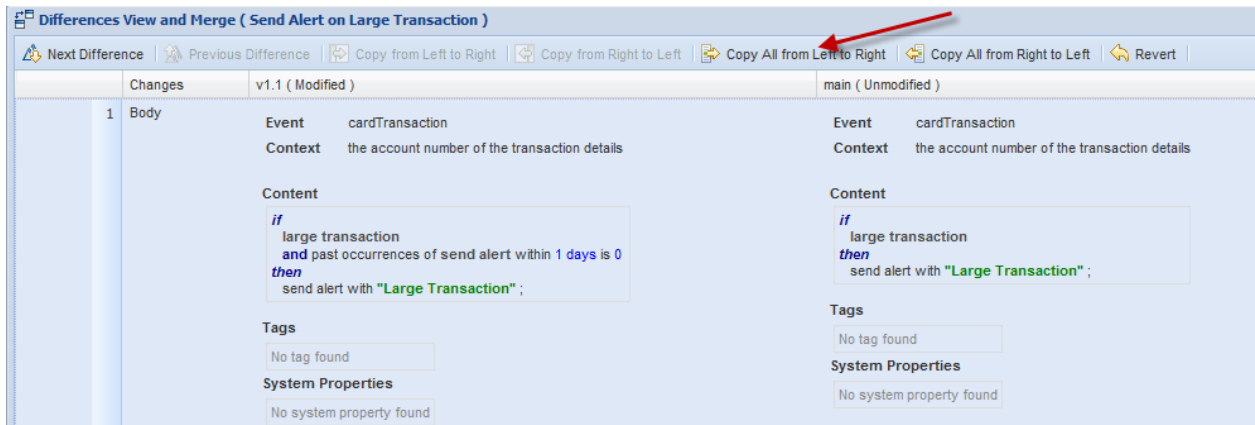 Differences View and Merge ( Send Alert on Large Transaction )
Next Difference Previous Difference Copy from Left to Right Copy from Right to Left Copy All from Left to Right Copy All from Right to Left Revert
Changes v1.1 ( Modified ) main ( Unmodified )
1 Body
Event cardTransaction
Context the account number of the transaction details
Content
if
large transaction
and past occurrences of send alert within 1 days is 0
then
send alert with "Large Transaction" ;
Tags
No tag found
System Properties
No system property found
Event cardTransaction
Context the account number of the transaction details
Content
if
large transaction
then
send alert with "Large Transaction" ;
Tags
No tag found
System Properties
No system property found